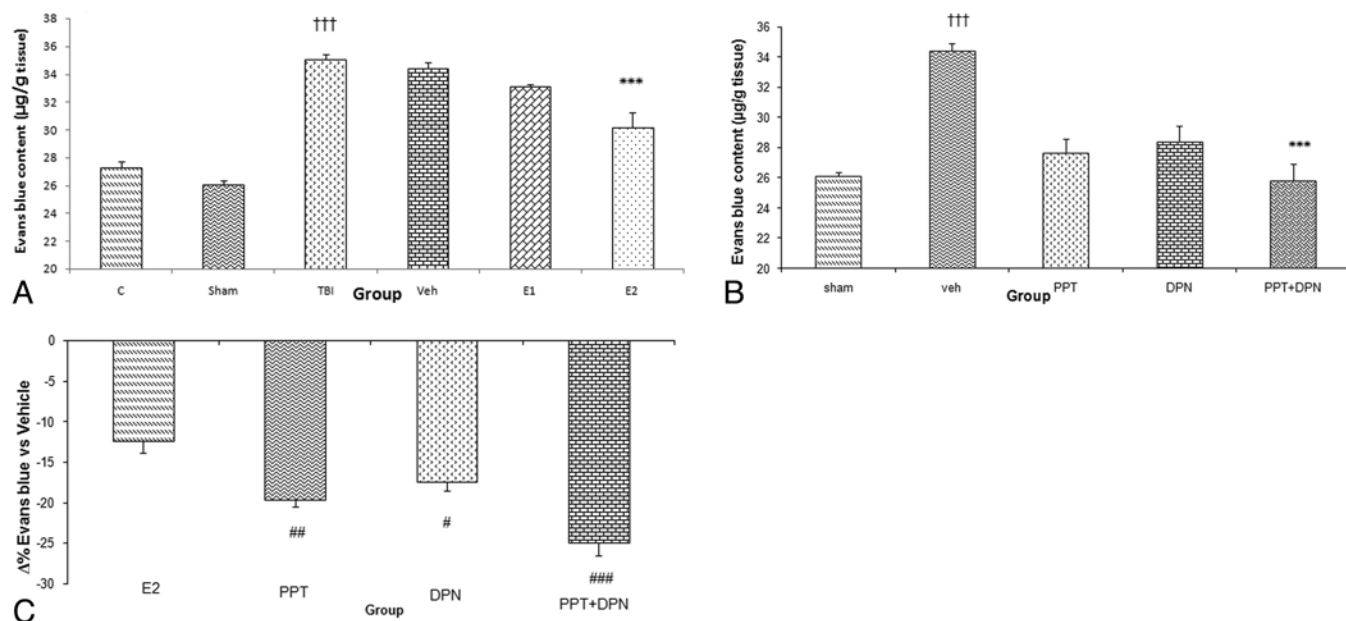 Evans blue content (µg/g tissue)
38
36
34
32
30
28
26
24
22
20
†††
***
C Sham TBI Veh E1 E2
Group
A
Evans blue content (µg/g tissue)
38
36
34
32
30
28
26
24
22
20
†††
***
sham veh PPT DPN PPT+DPN
Group
B
Δ% Evans blue vs Vehicle
0
-5
-10
-15
-20
-25
-30
## # ###
E2 PPT DPN PPT+DPN
Group
C